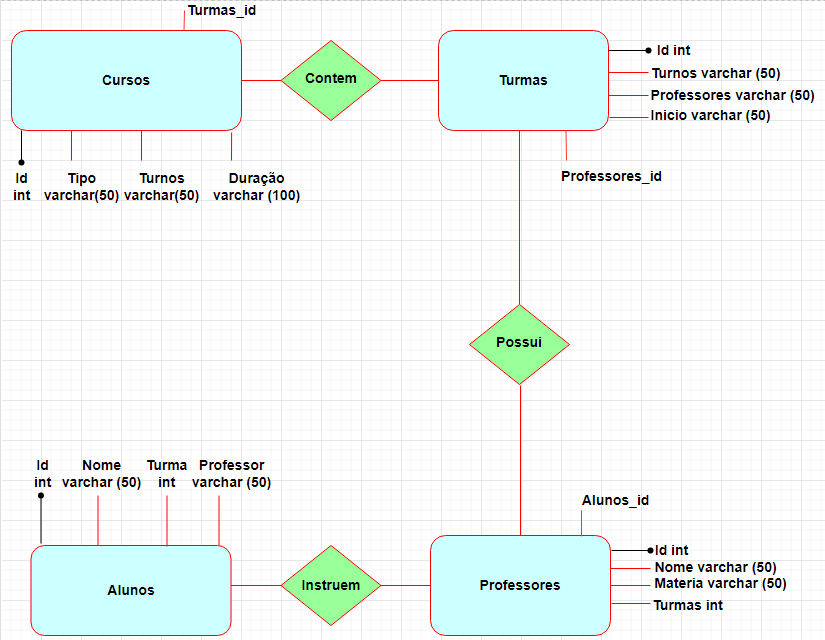 Turmas_id
Cursos
Contem
Turmas
Id int
Turnos varchar (50)
Professores varchar (50)
Inicio varchar (50)
Professores_id
Id
int
Tipo
varchar(50)
Turnos
varchar(50)
Duração
varchar (100)
Possui
Id
int
Nome
varchar (50)
Turma
int
Professor
varchar (50)
Alunos
Instruem
Alunos_id
Professores
Id int
Nome varchar (50)
Materia varchar (50)
Turmas int